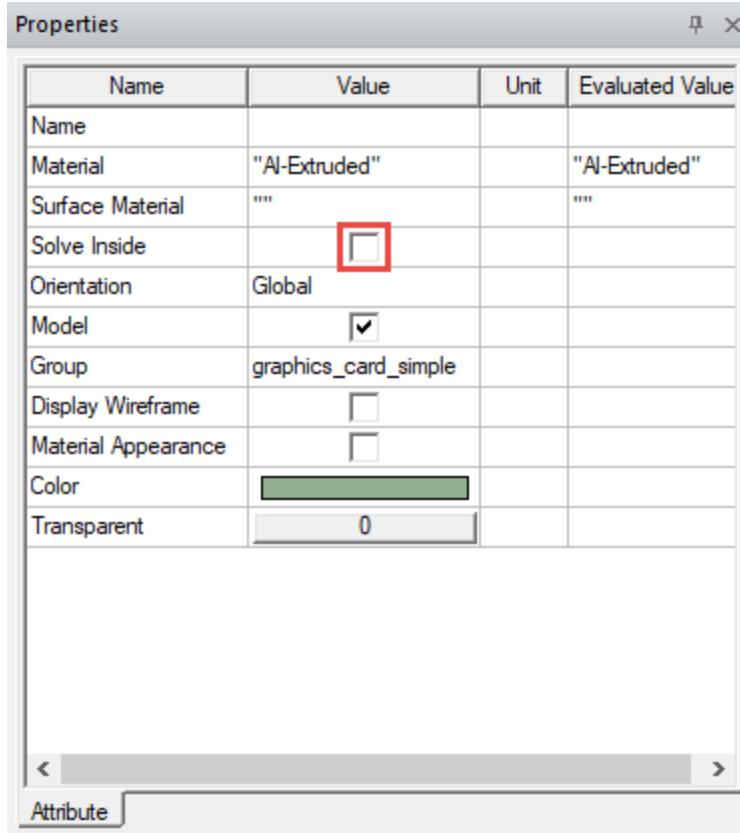 Properties
Name Value Unit Evaluated Value
Name
Material "Al-Extruded" "Al-Extruded"
Surface Material "" ""
Solve Inside
Orientation Global
Model
Group graphics_card_simple
Display Wireframe
Material Appearance
Color
Transparent 0
Attribute